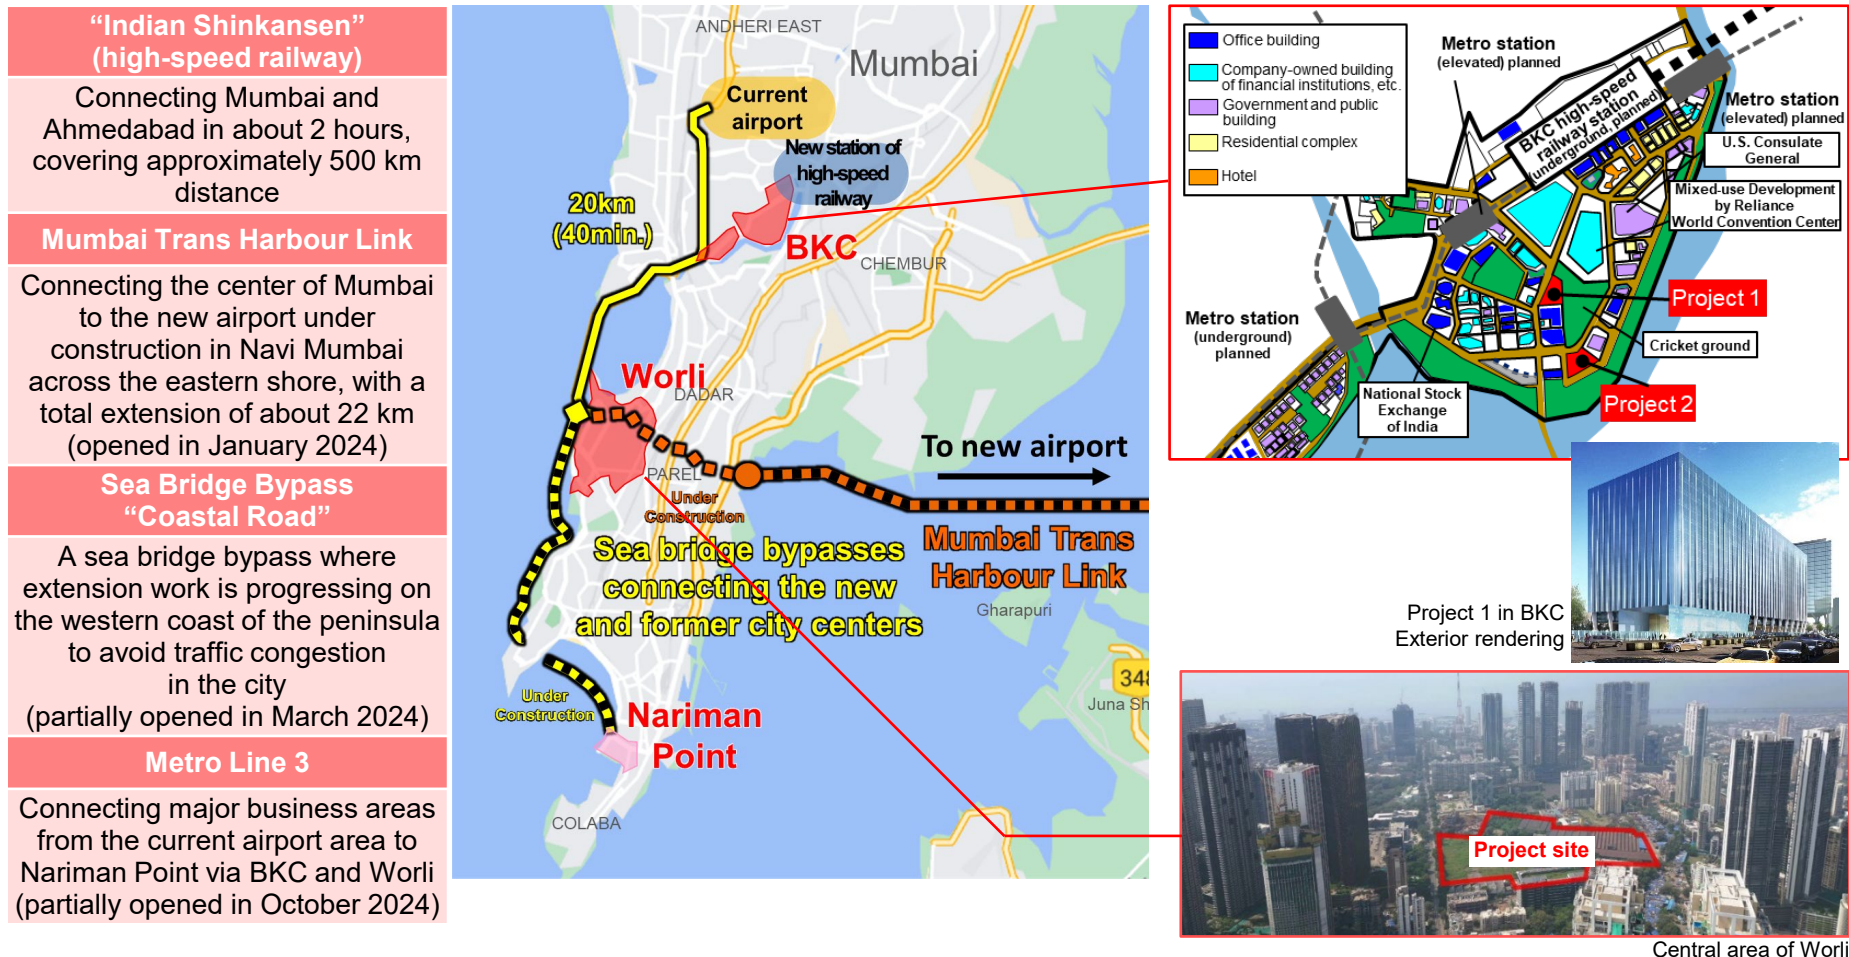 “Indian Shinkansen”
(high-speed railway)
Connecting Mumbai and
Ahmedabad in about 2 hours,
covering approximately 500 km
distance
Mumbai Trans Harbour Link
Connecting the center of Mumbai
to the new airport under
construction in Navi Mumbai
across the eastern shore, with a
total extension of about 22 km
(opened in January 2024)
Sea Bridge Bypass
“Coastal Road”
A sea bridge bypass where
extension work is progressing on
the western coast of the peninsula
to avoid traffic congestion
in the city
(partially opened in March 2024)
Metro Line 3
Connecting major business areas
from the current airport area to
Nariman Point via BKC and Worli
(partially opened in October 2024)
ANDHERI EAST
Mumbai
Current
airport
New station of
high-speed
railway
20km
(40min.)
BKC
CHEMBUR
Worli
DADAR
PAREL
Under
Construction
To new airport
Sea bridge bypasses
connecting the new
and former city centers
Mumbai Trans
Harbour Link
Gharapuri
348
Juna Sh
Under
Construction
Nariman
Point
COLABA
Office building
Company-owned building
of financial institutions, etc.
Government and public
building
Residential complex
Hotel
Metro station
(elevated) planned
BKC high-speed
railway station
(underground, planned)
Metro station
(elevated) planned
U.S. Consulate
General
Mixed-use Development
by Reliance
World Convention Center
Project 1
Metro station
(underground)
planned
Cricket ground
National Stock
Exchange
of India
Project 2
Project 1 in BKC
Exterior rendering
Project site
Central area of Worli